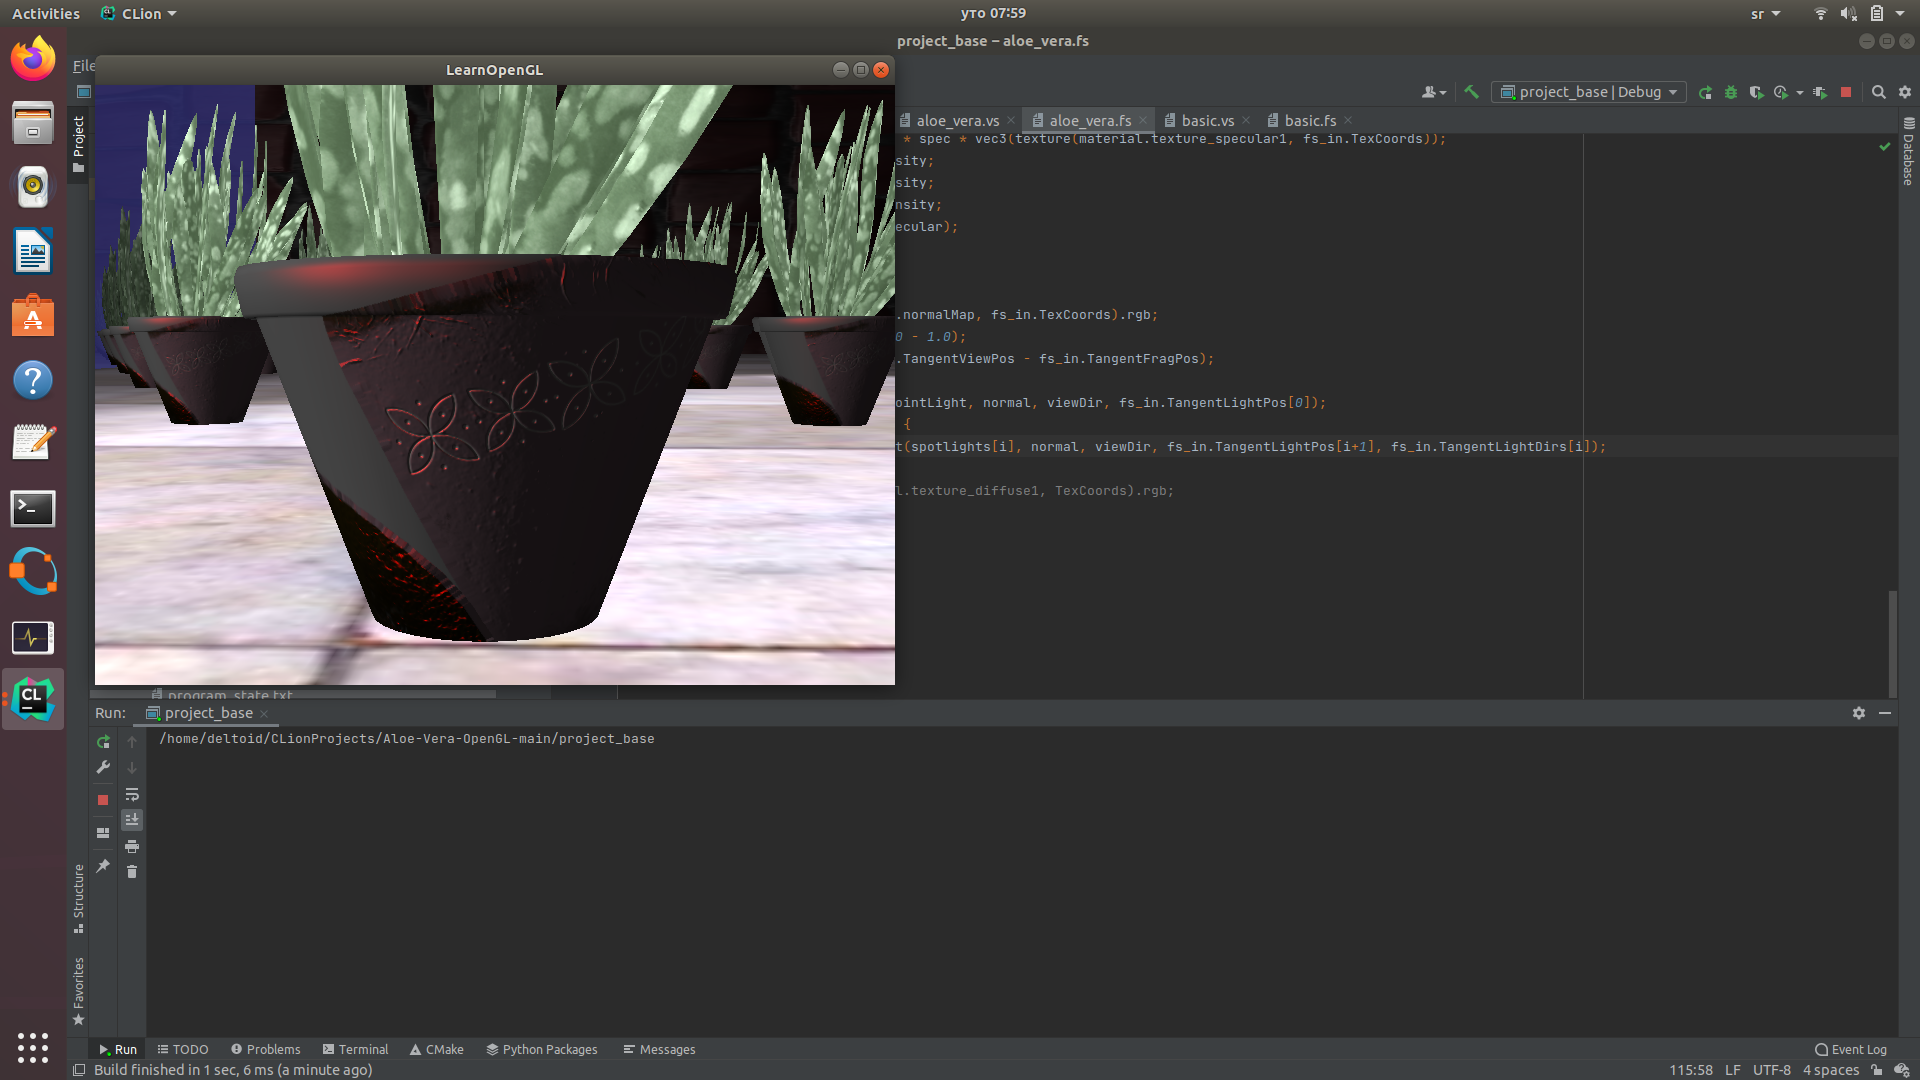 Activities
CLion
уто 07:59
sr
project_base – aloe_vera.fs
File
LearnOpenGL
project_base | Debug
Project
aloe_vera.vs
aloe_vera.fs
basic.vs
basic.fs
Database
* spec * vec3(texture(material.texture_specular1, fs_in.TexCoords));
sity;
sity;
nsity;
ecular);
.normalMap, fs_in.TexCoords).rgb;
0 - 1.0);
.TangentViewPos - fs_in.TangentFragPos);
ointLight, normal, viewDir, fs_in.TangentLightPos[0]);
{
t(spotlights[i], normal, viewDir, fs_in.TangentLightPos[i+1], fs_in.TangentLightDirs[i]);
l.texture_diffuse1, TexCoords).rgb;
program_state.txt
Run:
project_base
/home/deltoid/CLionProjects/Aloe-Vera-OpenGL-main/project_base
Structure
Favorites
Run
TODO
Problems
Terminal
CMake
Python Packages
Messages
Event Log
Build finished in 1 sec, 6 ms (a minute ago)
115:58
LF
UTF-8
4 spaces